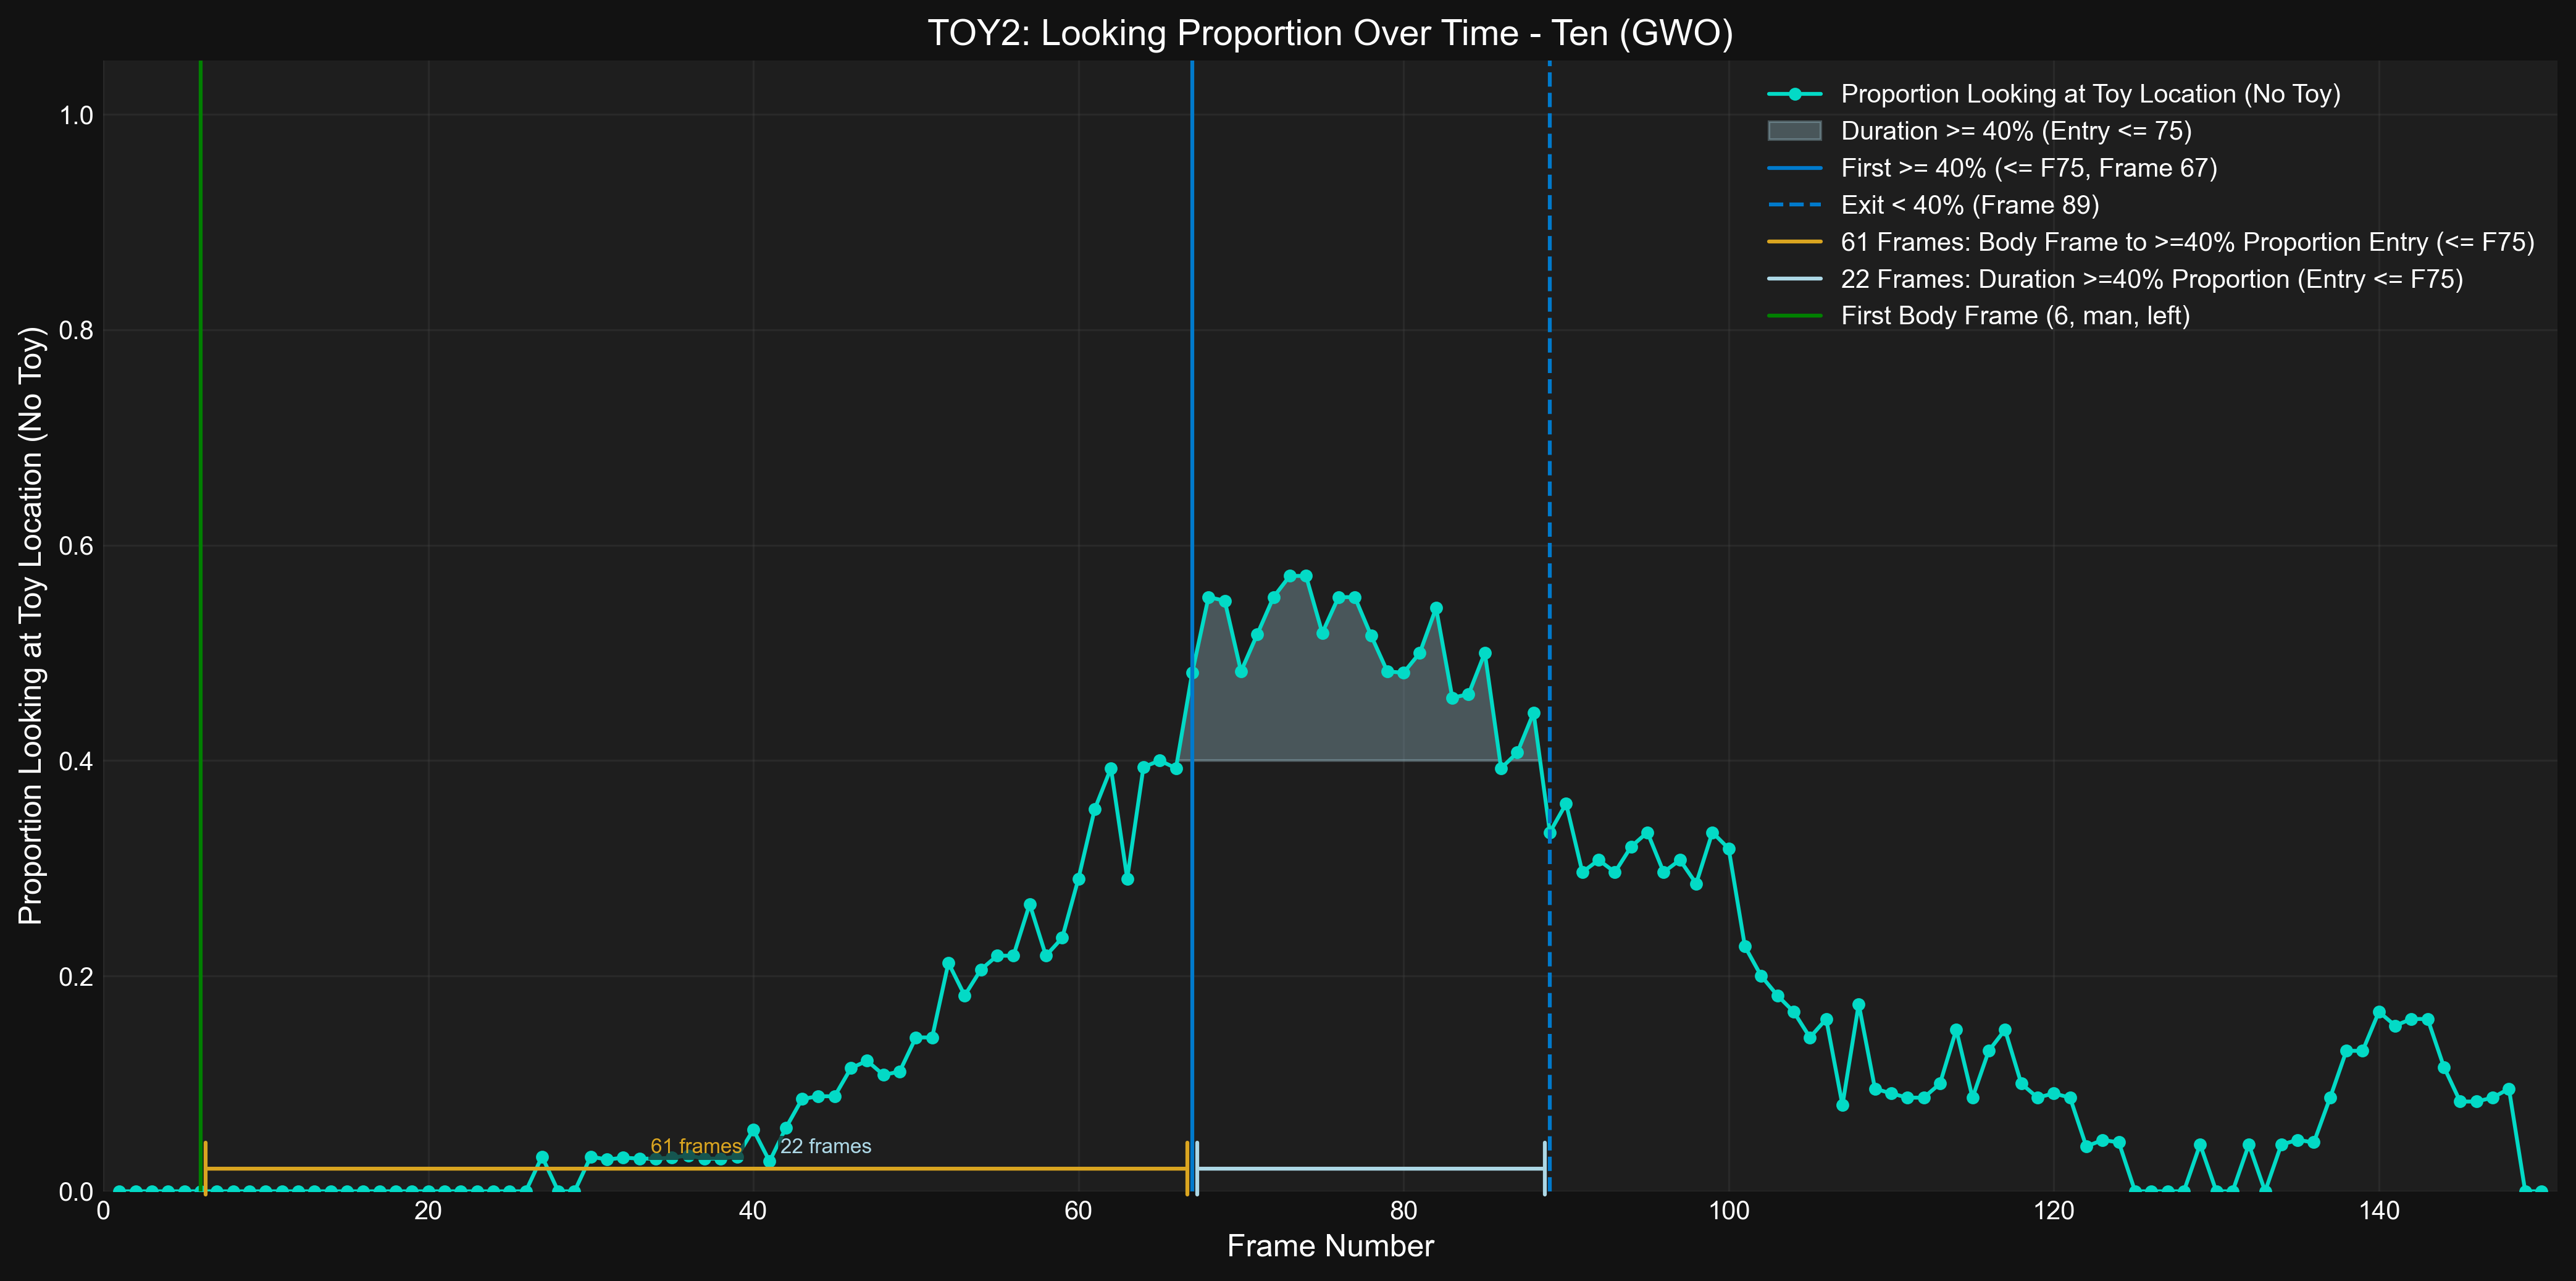 TOY2: Looking Proportion Over Time - Ten (GWO)
Proportion Looking at Toy Location (No Toy)
Duration >= 40% (Entry <= 75)
First >= 40% (<= F75, Frame 67)
Exit < 40% (Frame 89)
61 Frames: Body Frame to >=40% Proportion Entry (<= F75)
22 Frames: Duration >=40% Proportion (Entry <= F75)
First Body Frame (6, man, left)
Proportion Looking at Toy Location (No Toy)
1.0
0.8
0.6
0.4
0.2
0.0
61 frames
22 frames
0
20
40
60
80
100
120
140
Frame Number